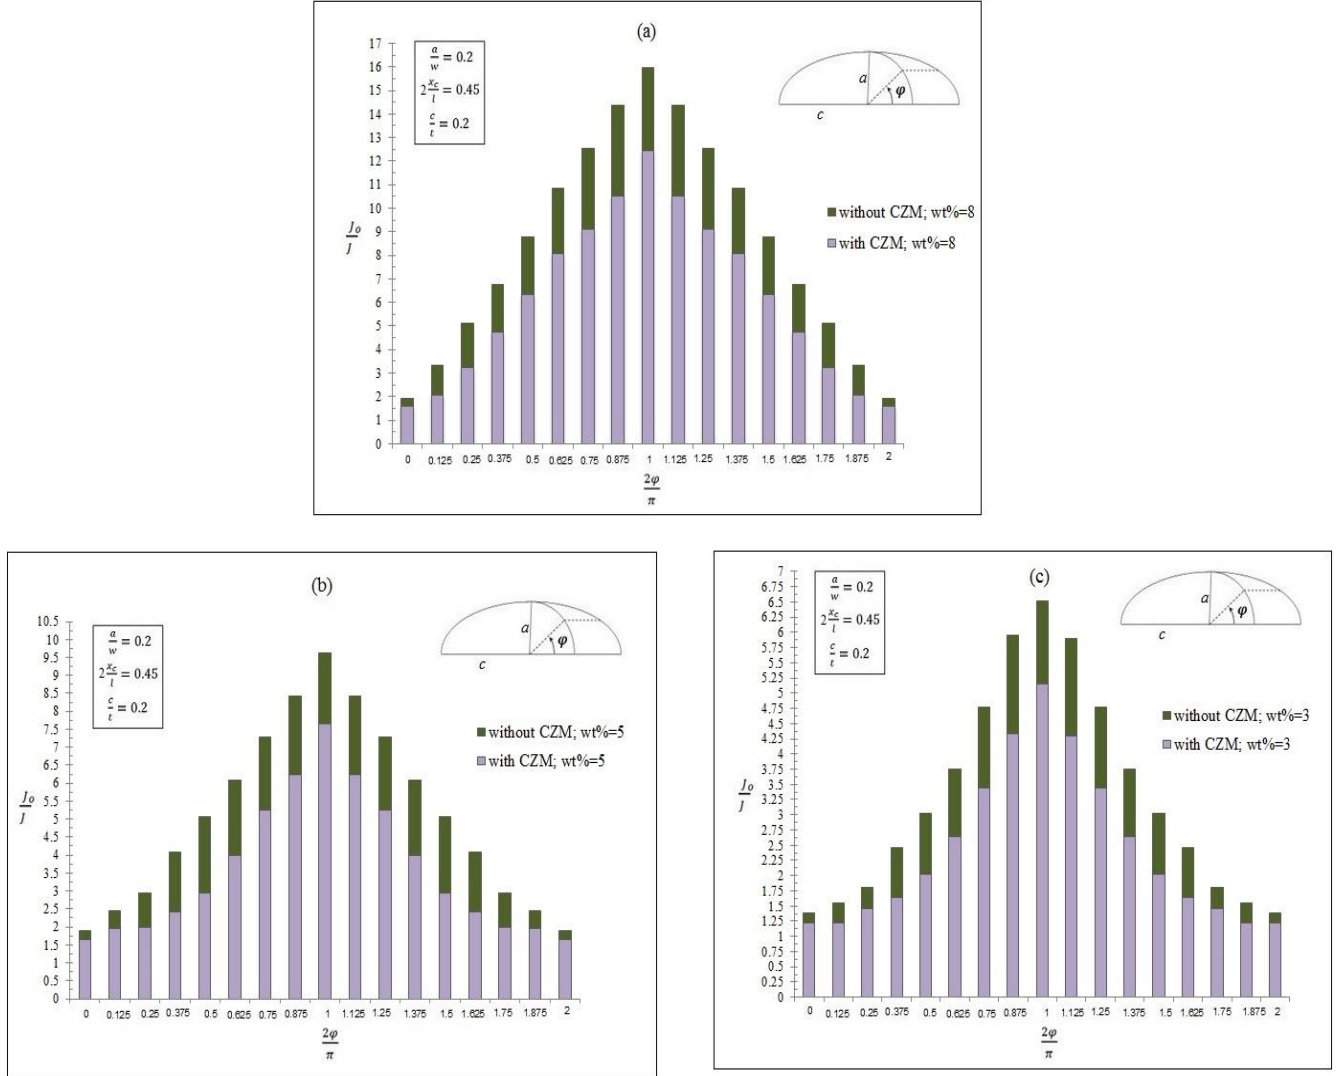 (a)
17
16
15
14
13
12
11
10
9
8
7
6
5
4
3
2
1
0
J₀/J
a/w = 0.2
2 x_c/l = 0.45
c/t = 0.2
a
φ
c
without CZM; wt%=8
with CZM; wt%=8
0 0.125 0.25 0.375 0.5 0.625 0.75 0.875 1 1.125 1.25 1.375 1.5 1.625 1.75 1.875 2
2φ/π
(b)
10.5
10
9.5
9
8.5
8
7.5
7
6.5
6
5.5
5
4.5
4
3.5
3
2.5
2
1.5
1
0.5
0
J₀/J
a/w = 0.2
2 x_c/l = 0.45
c/t = 0.2
a
φ
c
without CZM; wt%=5
with CZM; wt%=5
0 0.125 0.25 0.375 0.5 0.625 0.75 0.875 1 1.125 1.25 1.375 1.5 1.625 1.75 1.875 2
2φ/π
(c)
7
6.75
6.5
6.25
6
5.75
5.5
5.25
5
4.75
4.5
4.25
4
3.75
3.5
3.25
3
2.75
2.5
2.25
2
1.75
1.5
1.25
1
0.75
0.5
0.25
0
J₀/J
a/w = 0.2
2 x_c/l = 0.45
c/t = 0.2
a
φ
c
without CZM; wt%=3
with CZM; wt%=3
0 0.125 0.25 0.375 0.5 0.625 0.75 0.875 1 1.125 1.25 1.375 1.5 1.625 1.75 1.875 2
2φ/π